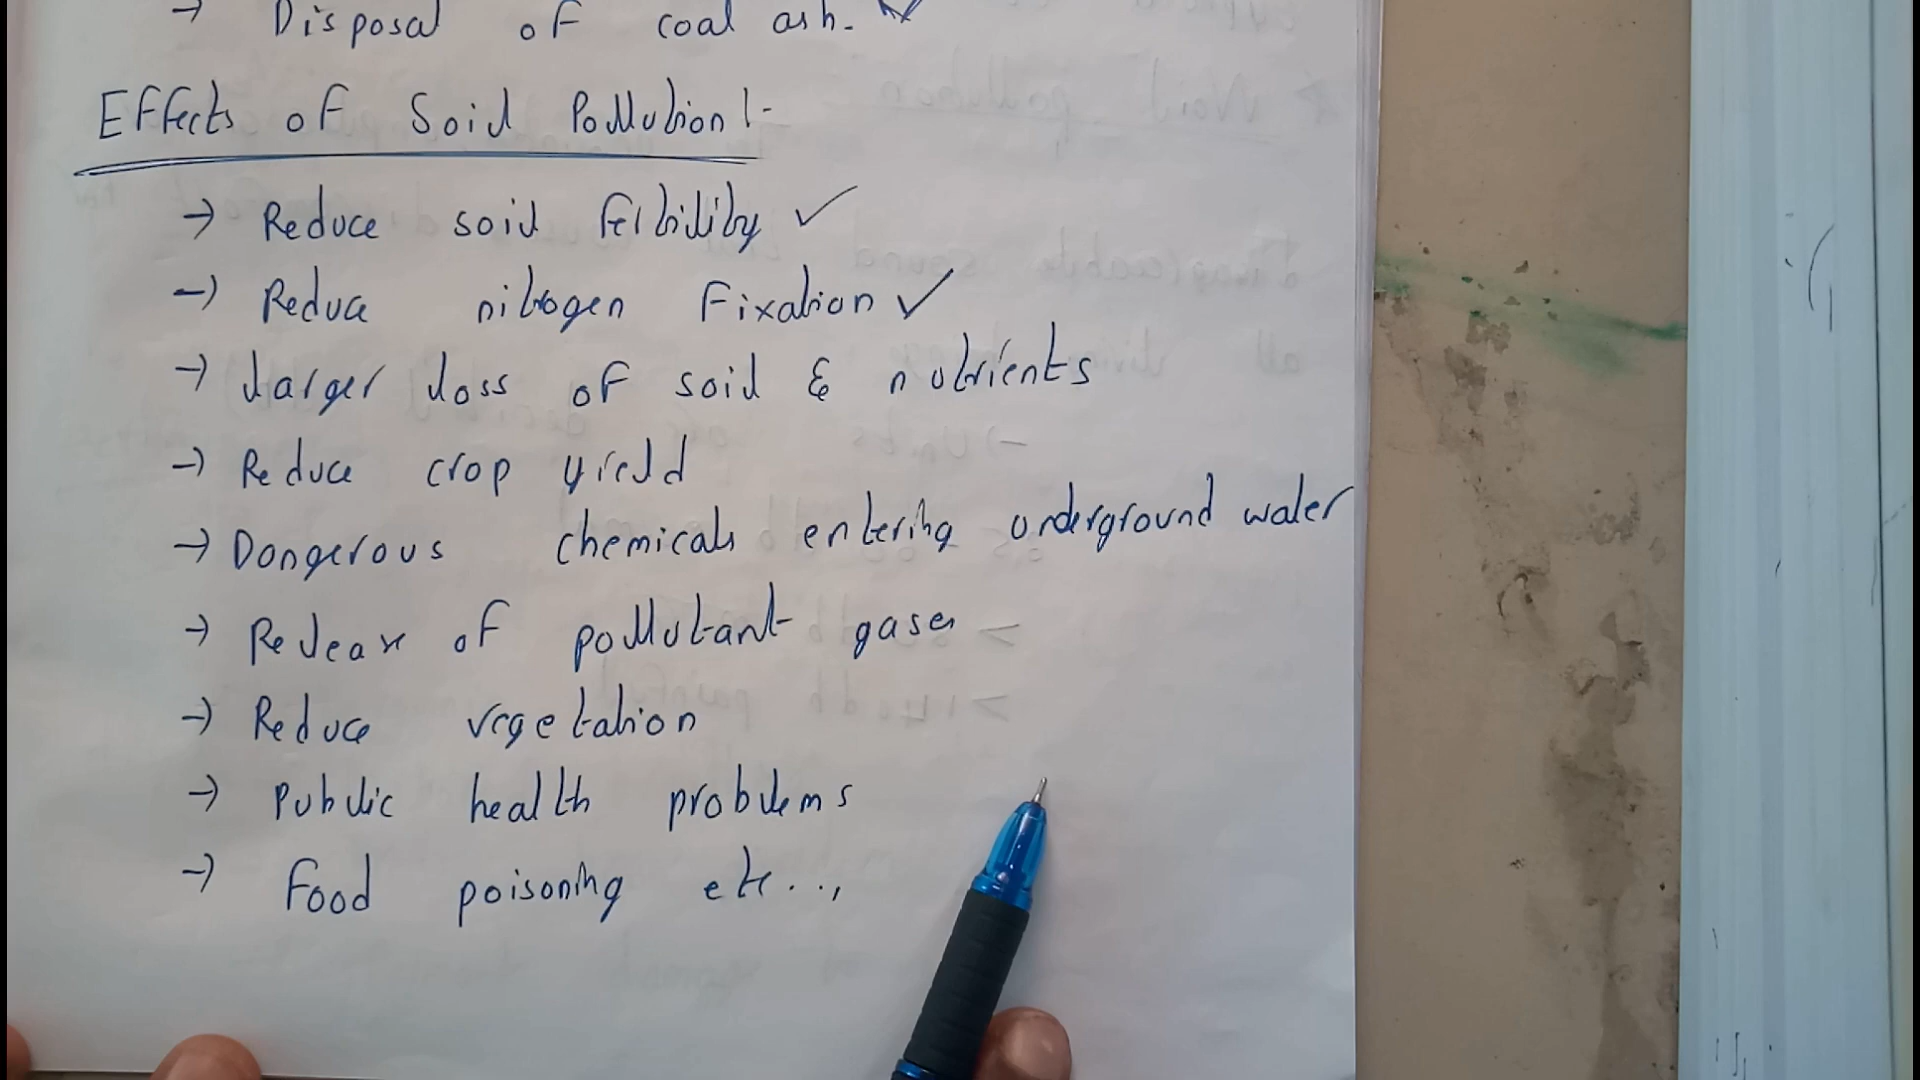 → Disposal of coal ash.
Effects of Soil Pollution:-
→ Reduce soil fertility ✓
→ Reduce nitrogen Fixation ✓
→ Larger loss of soil & nutrients
→ Reduce crop yield
→ Dangerous chemicals entering underground water
→ Release of pollutant gases
→ Reduce vegetation
→ Public health problems
→ Food poisoning etc..,